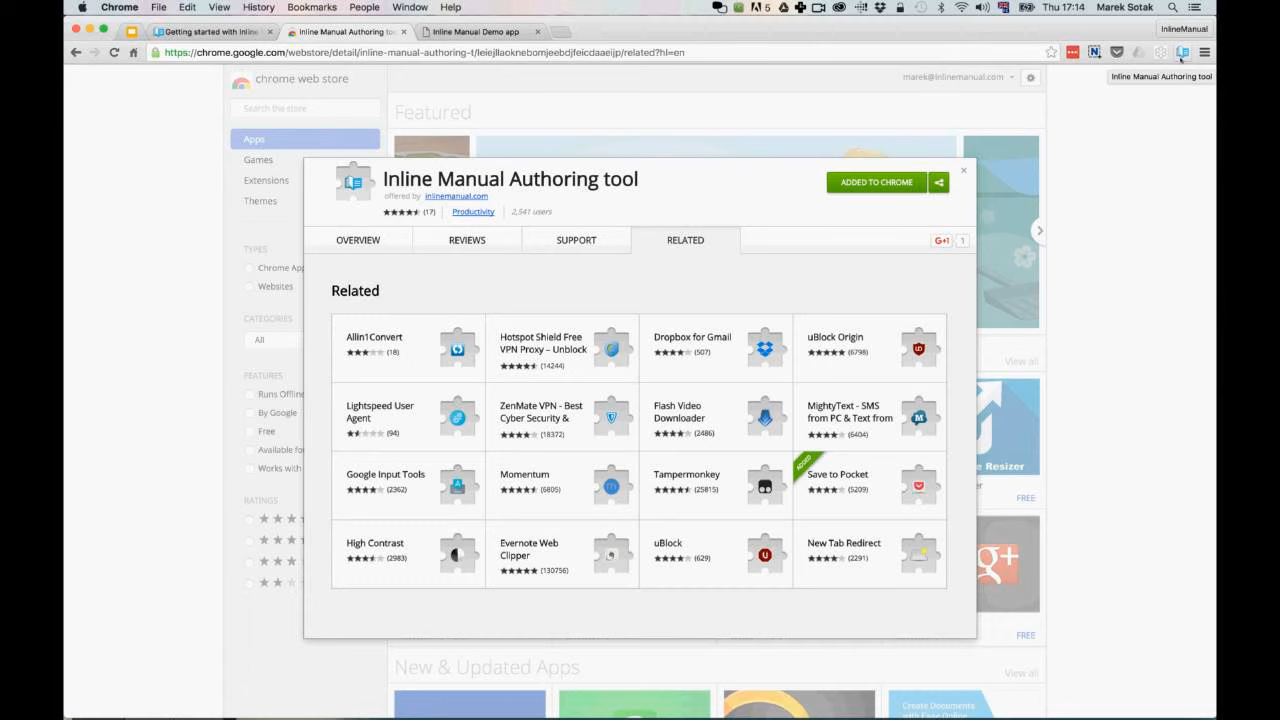 Chrome File Edit View History Bookmarks People Window Help
A 5
Thu 17:14 Marek Sotak
Getting started with Inline
Inline Manual Authoring to
Inline Manual Demo app
InlineManual
https://chrome.google.com/webstore/detail/inline-manual-authoring-t/leiejllaoknebomjeebdjfeicdaaeijp/related?hl=en
Inline Manual Authoring tool
chrome web store
marek@inlinemanual.com
Search the store
Featured
Apps
Games
Extensions
Themes
TYPES
Chrome App
Websites
CATEGORIES
All
FEATURES
Runs Offline
By Google
Free
Available fo
Works with
RATINGS
Inline Manual Authoring tool
offered by inlinemanual.com
(17) Productivity 2,541 users
ADDED TO CHROME
OVERVIEW REVIEWS SUPPORT RELATED
G+1 1
Related
Allin1Convert
(18)
Hotspot Shield Free
VPN Proxy – Unblock
(14244)
Dropbox for Gmail
(507)
uBlock Origin
(6798)
Lightspeed User
Agent
(94)
ZenMate VPN - Best
Cyber Security &
(18372)
Flash Video
Downloader
(2486)
MightyText - SMS
from PC & Text from
(6404)
Google Input Tools
(2362)
Momentum
(6805)
Tampermonkey
(25815)
ADDED
Save to Pocket
(5209)
High Contrast
(2983)
Evernote Web
Clipper
(130756)
uBlock
(629)
New Tab Redirect
(2291)
View all
e Resizer
FREE
g+
FREE
New & Updated Apps
View all
Create Documents